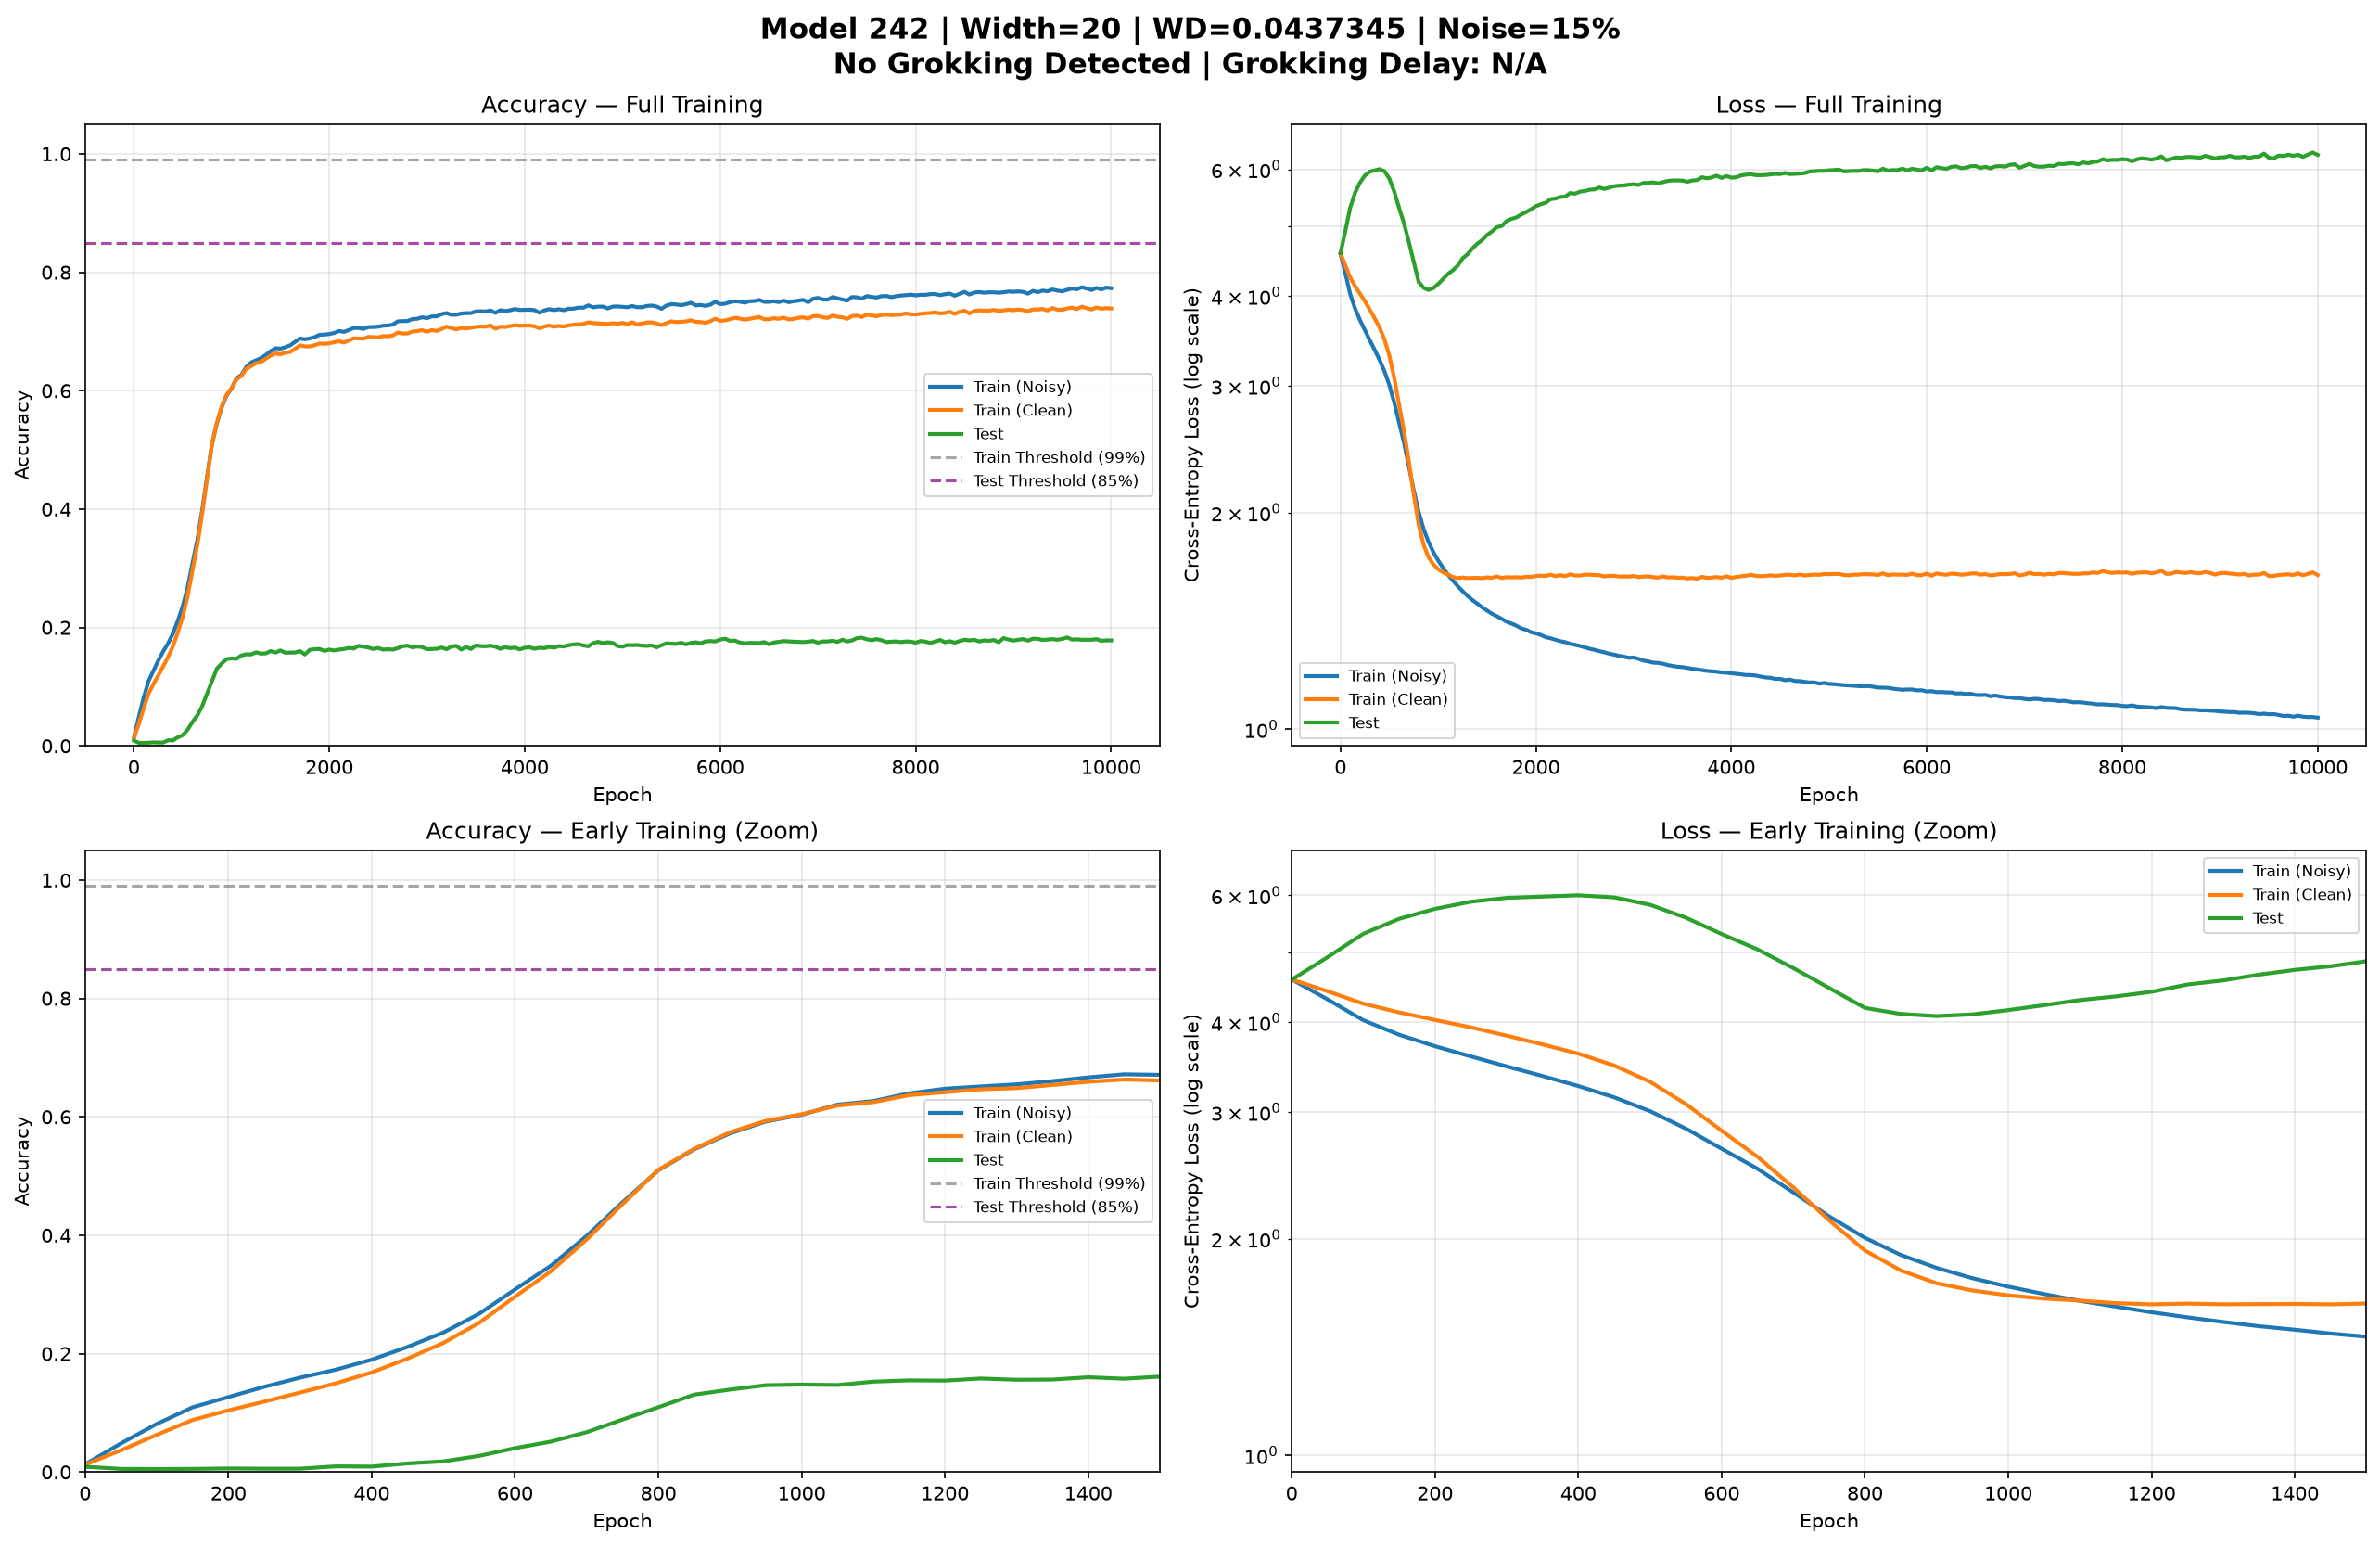 Model 242 | Width=20 | WD=0.0437345 | Noise=15%
No Grokking Detected | Grokking Delay: N/A
Accuracy — Full Training
Accuracy
1.0
0.8
0.6
0.4
0.2
0.0
0 2000 4000 6000 8000 10000
Epoch
Train (Noisy)
Train (Clean)
Test
Train Threshold (99%)
Test Threshold (85%)
Loss — Full Training
Cross-Entropy Loss (log scale)
6 × 10⁰
4 × 10⁰
3 × 10⁰
2 × 10⁰
10⁰
0 2000 4000 6000 8000 10000
Epoch
Train (Noisy)
Train (Clean)
Test
Accuracy — Early Training (Zoom)
Accuracy
1.0
0.8
0.6
0.4
0.2
0.0
0 200 400 600 800 1000 1200 1400
Epoch
Train (Noisy)
Train (Clean)
Test
Train Threshold (99%)
Test Threshold (85%)
Loss — Early Training (Zoom)
Cross-Entropy Loss (log scale)
6 × 10⁰
4 × 10⁰
3 × 10⁰
2 × 10⁰
10⁰
0 200 400 600 800 1000 1200 1400
Epoch
Train (Noisy)
Train (Clean)
Test